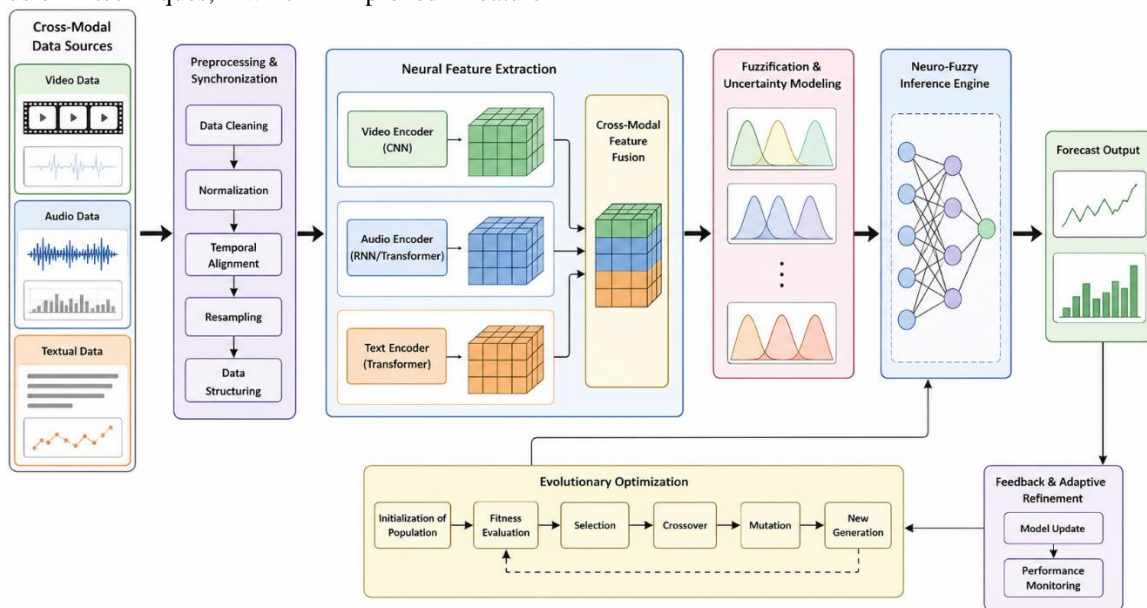 Cross-Modal
Data Sources
Video Data
Audio Data
Textual Data
Preprocessing &
Synchronization
Data Cleaning
Normalization
Temporal
Alignment
Resampling
Data
Structuring
Neural Feature Extraction
Video Encoder
(CNN)
Audio Encoder
(RNN/Transformer)
Text Encoder
(Transformer)
Cross-Modal
Feature
Fusion
Fuzzification &
Uncertainty Modeling
Neuro-Fuzzy
Inference Engine
Forecast Output
Evolutionary Optimization
Initialization of
Population
Fitness
Evaluation
Selection
Crossover
Mutation
New
Generation
Feedback & Adaptive
Refinement
Model Update
Performance
Monitoring